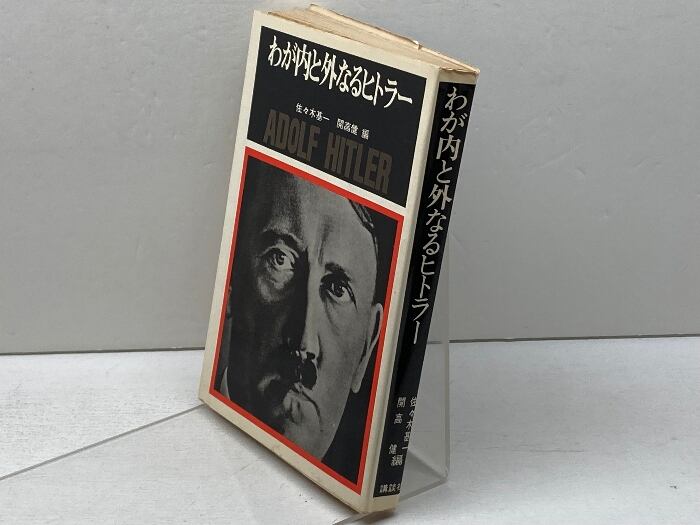 わが内と外なるヒトラー
佐々木基一 開高健 編
ADOLF HITLER
わが内と外なるヒトラー
佐々木基一
開高 健 編
講談社